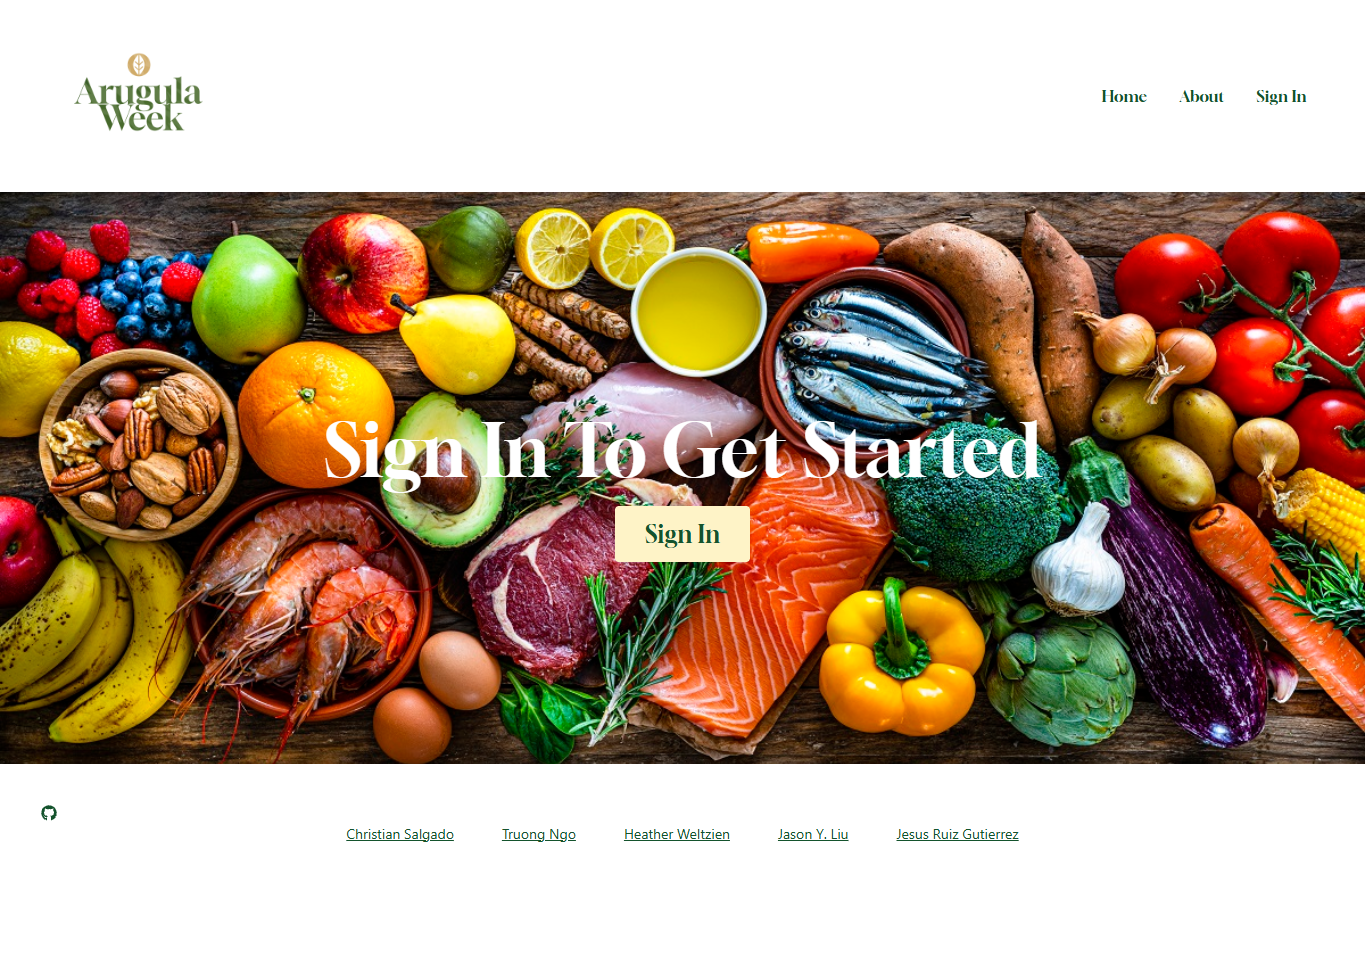 Arugula
Week
Home
About
Sign In
Sign In To Get Started
Sign In
Christian Salgado
Truong Ngo
Heather Weltzien
Jason Y. Liu
Jesus Ruiz Gutierrez